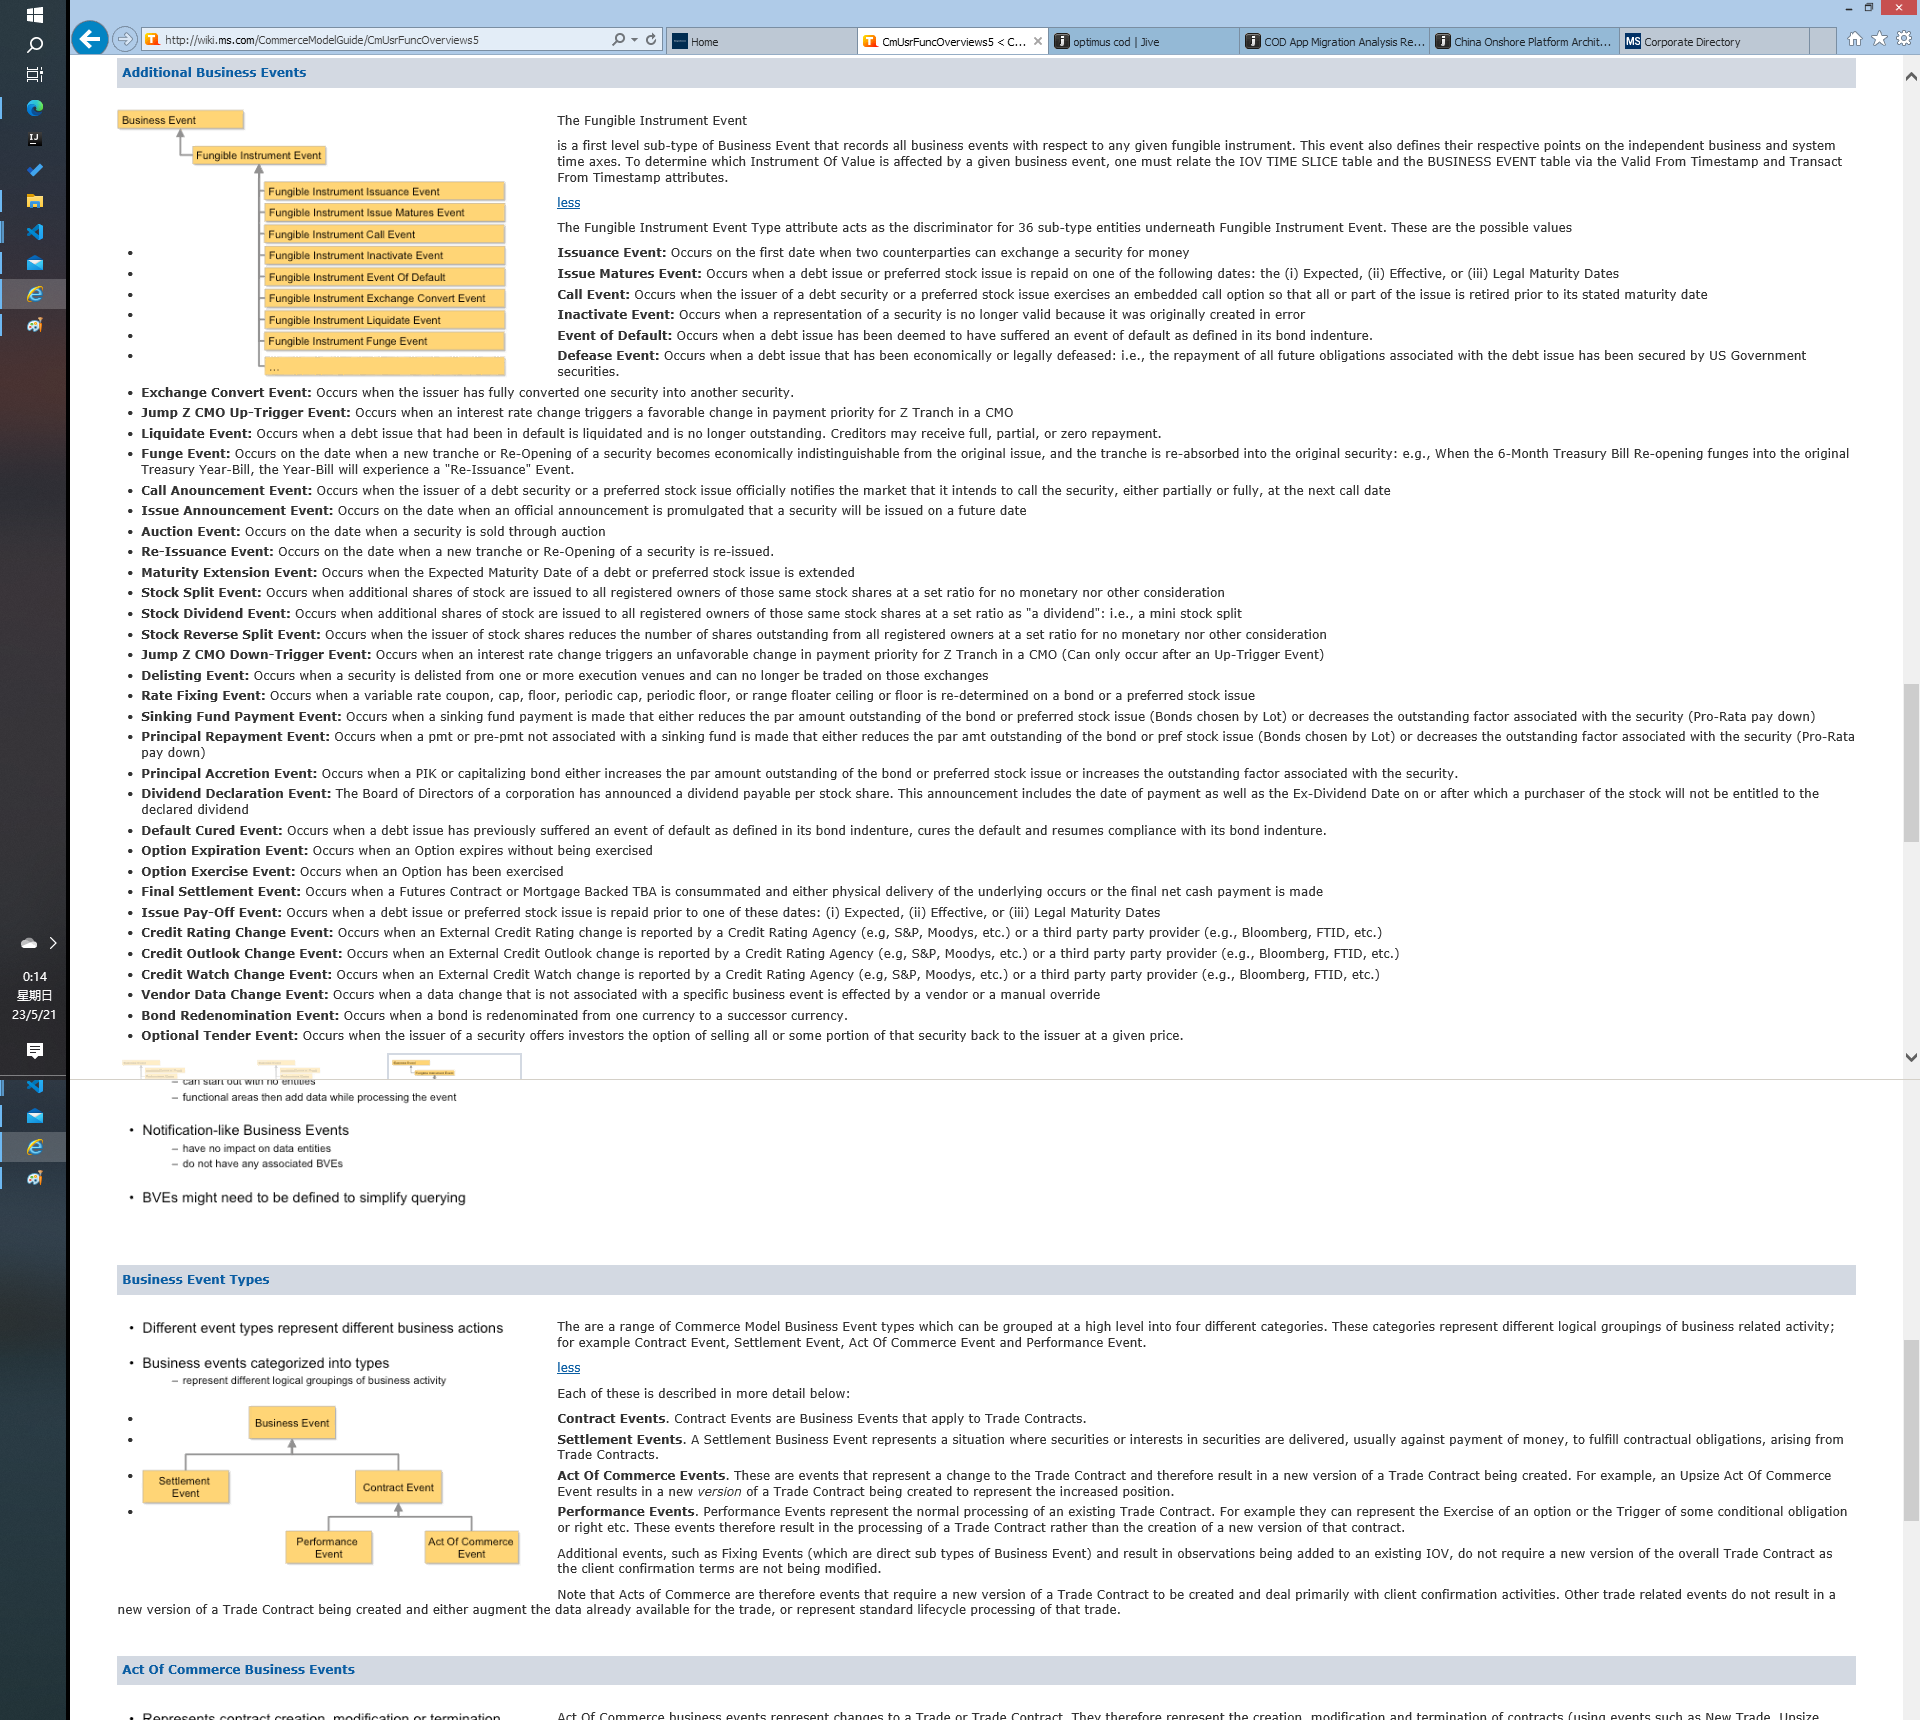 http://wiki.ms.com/CommerceModelGuide/CmUsrFuncOverviews5
Home
CmUsrFuncOverviews5 < C...
optimus cod | Jive
COD App Migration Analysis Re...
China Onshore Platform Archit...
MS Corporate Directory
Additional Business Events
Business Event
Fungible Instrument Event
Fungible Instrument Issuance Event
Fungible Instrument Issue Matures Event
Fungible Instrument Call Event
Fungible Instrument Inactivate Event
Fungible Instrument Event Of Default
Fungible Instrument Exchange Convert Event
Fungible Instrument Liquidate Event
Fungible Instrument Funge Event
...
The Fungible Instrument Event
is a first level sub-type of Business Event that records all business events with respect to any given fungible instrument. This event also defines their respective points on the independent business and system
time axes. To determine which Instrument Of Value is affected by a given business event, one must relate the IOV TIME SLICE table and the BUSINESS EVENT table via the Valid From Timestamp and Transact
From Timestamp attributes.
less
The Fungible Instrument Event Type attribute acts as the discriminator for 36 sub-type entities underneath Fungible Instrument Event. These are the possible values
Issuance Event: Occurs on the first date when two counterparties can exchange a security for money
Issue Matures Event: Occurs when a debt issue or preferred stock issue is repaid on one of the following dates: the (i) Expected, (ii) Effective, or (iii) Legal Maturity Dates
Call Event: Occurs when the issuer of a debt security or a preferred stock issue exercises an embedded call option so that all or part of the issue is retired prior to its stated maturity date
Inactivate Event: Occurs when a representation of a security is no longer valid because it was originally created in error
Event of Default: Occurs when a debt issue has been deemed to have suffered an event of default as defined in its bond indenture.
Defease Event: Occurs when a debt issue that has been economically or legally defeased: i.e., the repayment of all future obligations associated with the debt issue has been secured by US Government
securities.
• Exchange Convert Event: Occurs when the issuer has fully converted one security into another security.
• Jump Z CMO Up-Trigger Event: Occurs when an interest rate change triggers a favorable change in payment priority for Z Tranch in a CMO
• Liquidate Event: Occurs when a debt issue that had been in default is liquidated and is no longer outstanding. Creditors may receive full, partial, or zero repayment.
• Funge Event: Occurs on the date when a new tranche or Re-Opening of a security becomes economically indistinguishable from the original issue, and the tranche is re-absorbed into the original security: e.g., When the 6-Month Treasury Bill Re-opening funges into the original
Treasury Year-Bill, the Year-Bill will experience a "Re-Issuance" Event.
• Call Anouncement Event: Occurs when the issuer of a debt security or a preferred stock issue officially notifies the market that it intends to call the security, either partially or fully, at the next call date
• Issue Announcement Event: Occurs on the date when an official announcement is promulgated that a security will be issued on a future date
• Auction Event: Occurs on the date when a security is sold through auction
• Re-Issuance Event: Occurs on the date when a new tranche or Re-Opening of a security is re-issued.
• Maturity Extension Event: Occurs when the Expected Maturity Date of a debt or preferred stock issue is extended
• Stock Split Event: Occurs when additional shares of stock are issued to all registered owners of those same stock shares at a set ratio for no monetary nor other consideration
• Stock Dividend Event: Occurs when additional shares of stock are issued to all registered owners of those same stock shares at a set ratio as "a dividend": i.e., a mini stock split
• Stock Reverse Split Event: Occurs when the issuer of stock shares reduces the number of shares outstanding from all registered owners at a set ratio for no monetary nor other consideration
• Jump Z CMO Down-Trigger Event: Occurs when an interest rate change triggers an unfavorable change in payment priority for Z Tranch in a CMO (Can only occur after an Up-Trigger Event)
• Delisting Event: Occurs when a security is delisted from one or more execution venues and can no longer be traded on those exchanges
• Rate Fixing Event: Occurs when a variable rate coupon, cap, floor, periodic cap, periodic floor, or range floater ceiling or floor is re-determined on a bond or a preferred stock issue
• Sinking Fund Payment Event: Occurs when a sinking fund payment is made that either reduces the par amount outstanding of the bond or preferred stock issue (Bonds chosen by Lot) or decreases the outstanding factor associated with the security (Pro-Rata pay down)
• Principal Repayment Event: Occurs when a pmt or pre-pmt not associated with a sinking fund is made that either reduces the par amt outstanding of the bond or pref stock issue (Bonds chosen by Lot) or decreases the outstanding factor associated with the security (Pro-Rata
pay down)
• Principal Accretion Event: Occurs when a PIK or capitalizing bond either increases the par amount outstanding of the bond or preferred stock issue or increases the outstanding factor associated with the security.
• Dividend Declaration Event: The Board of Directors of a corporation has announced a dividend payable per stock share. This announcement includes the date of payment as well as the Ex-Dividend Date on or after which a purchaser of the stock will not be entitled to the
declared dividend
• Default Cured Event: Occurs when a debt issue has previously suffered an event of default as defined in its bond indenture, cures the default and resumes compliance with its bond indenture.
• Option Expiration Event: Occurs when an Option expires without being exercised
• Option Exercise Event: Occurs when an Option has been exercised
• Final Settlement Event: Occurs when a Futures Contract or Mortgage Backed TBA is consummated and either physical delivery of the underlying occurs or the final net cash payment is made
• Issue Pay-Off Event: Occurs when a debt issue or preferred stock issue is repaid prior to one of these dates: (i) Expected, (ii) Effective, or (iii) Legal Maturity Dates
• Credit Rating Change Event: Occurs when an External Credit Rating change is reported by a Credit Rating Agency (e.g, S&P, Moodys, etc.) or a third party party provider (e.g., Bloomberg, FTID, etc.)
• Credit Outlook Change Event: Occurs when an External Credit Outlook change is reported by a Credit Rating Agency (e.g, S&P, Moodys, etc.) or a third party party provider (e.g., Bloomberg, FTID, etc.)
• Credit Watch Change Event: Occurs when an External Credit Watch change is reported by a Credit Rating Agency (e.g, S&P, Moodys, etc.) or a third party party provider (e.g., Bloomberg, FTID, etc.)
• Vendor Data Change Event: Occurs when a data change that is not associated with a specific business event is effected by a vendor or a manual override
• Bond Redenomination Event: Occurs when a bond is redenominated from one currency to a successor currency.
• Optional Tender Event: Occurs when the issuer of a security offers investors the option of selling all or some portion of that security back to the issuer at a given price.
0:14
星期日
23/5/21
– can start out with no entities
– functional areas then add data while processing the event
• Notification-like Business Events
– have no impact on data entities
– do not have any associated BVEs
• BVEs might need to be defined to simplify querying
Business Event Types
• Different event types represent different business actions
• Business events categorized into types
– represent different logical groupings of business activity
Business Event
Settlement Event
Contract Event
Performance Event
Act Of Commerce Event
The are a range of Commerce Model Business Event types which can be grouped at a high level into four different categories. These categories represent different logical groupings of business related activity;
for example Contract Event, Settlement Event, Act Of Commerce Event and Performance Event.
less
Each of these is described in more detail below:
Contract Events. Contract Events are Business Events that apply to Trade Contracts.
Settlement Events. A Settlement Business Event represents a situation where securities or interests in securities are delivered, usually against payment of money, to fulfill contractual obligations, arising from
Trade Contracts.
Act Of Commerce Events. These are events that represent a change to the Trade Contract and therefore result in a new version of a Trade Contract being created. For example, an Upsize Act Of Commerce
Event results in a new version of a Trade Contract being created to represent the increased position.
Performance Events. Performance Events represent the normal processing of an existing Trade Contract. For example they can represent the Exercise of an option or the Trigger of some conditional obligation
or right etc. These events therefore result in the processing of a Trade Contract rather than the creation of a new version of that contract.
Additional events, such as Fixing Events (which are direct sub types of Business Event) and result in observations being added to an existing IOV, do not require a new version of the overall Trade Contract as
the client confirmation terms are not being modified.
Note that Acts of Commerce are therefore events that require a new version of a Trade Contract to be created and deal primarily with client confirmation activities. Other trade related events do not result in a
new version of a Trade Contract being created and either augment the data already available for the trade, or represent standard lifecycle processing of that trade.
Act Of Commerce Business Events
• Represents contract creation, modification or termination
Act Of Commerce business events represent changes to a Trade or Trade Contract. They therefore represent the creation, modification and termination of contracts (using events such as New Trade, Upsize